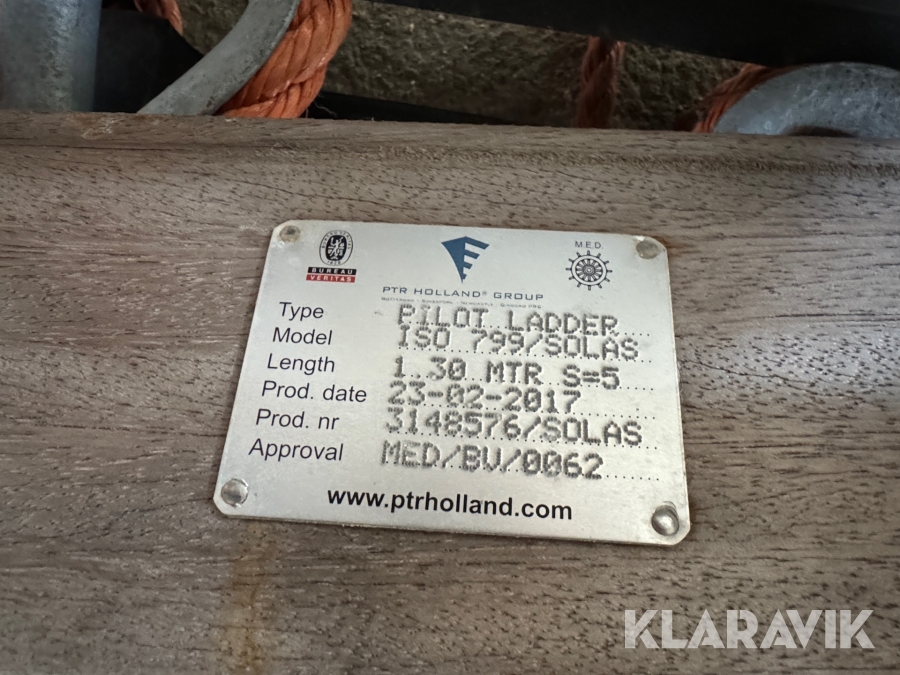 M.E.D.
BUREAU
VERITAS
PTR HOLLAND® GROUP
Type PILOT LADDER
Model ISO 799/SOLAS
Length 1.30 MTR S=5
Prod. date 23-02-2017
Prod. nr 3148576/SOLAS
Approval MED/BV/0062
www.ptrholland.com
KLARAVIK